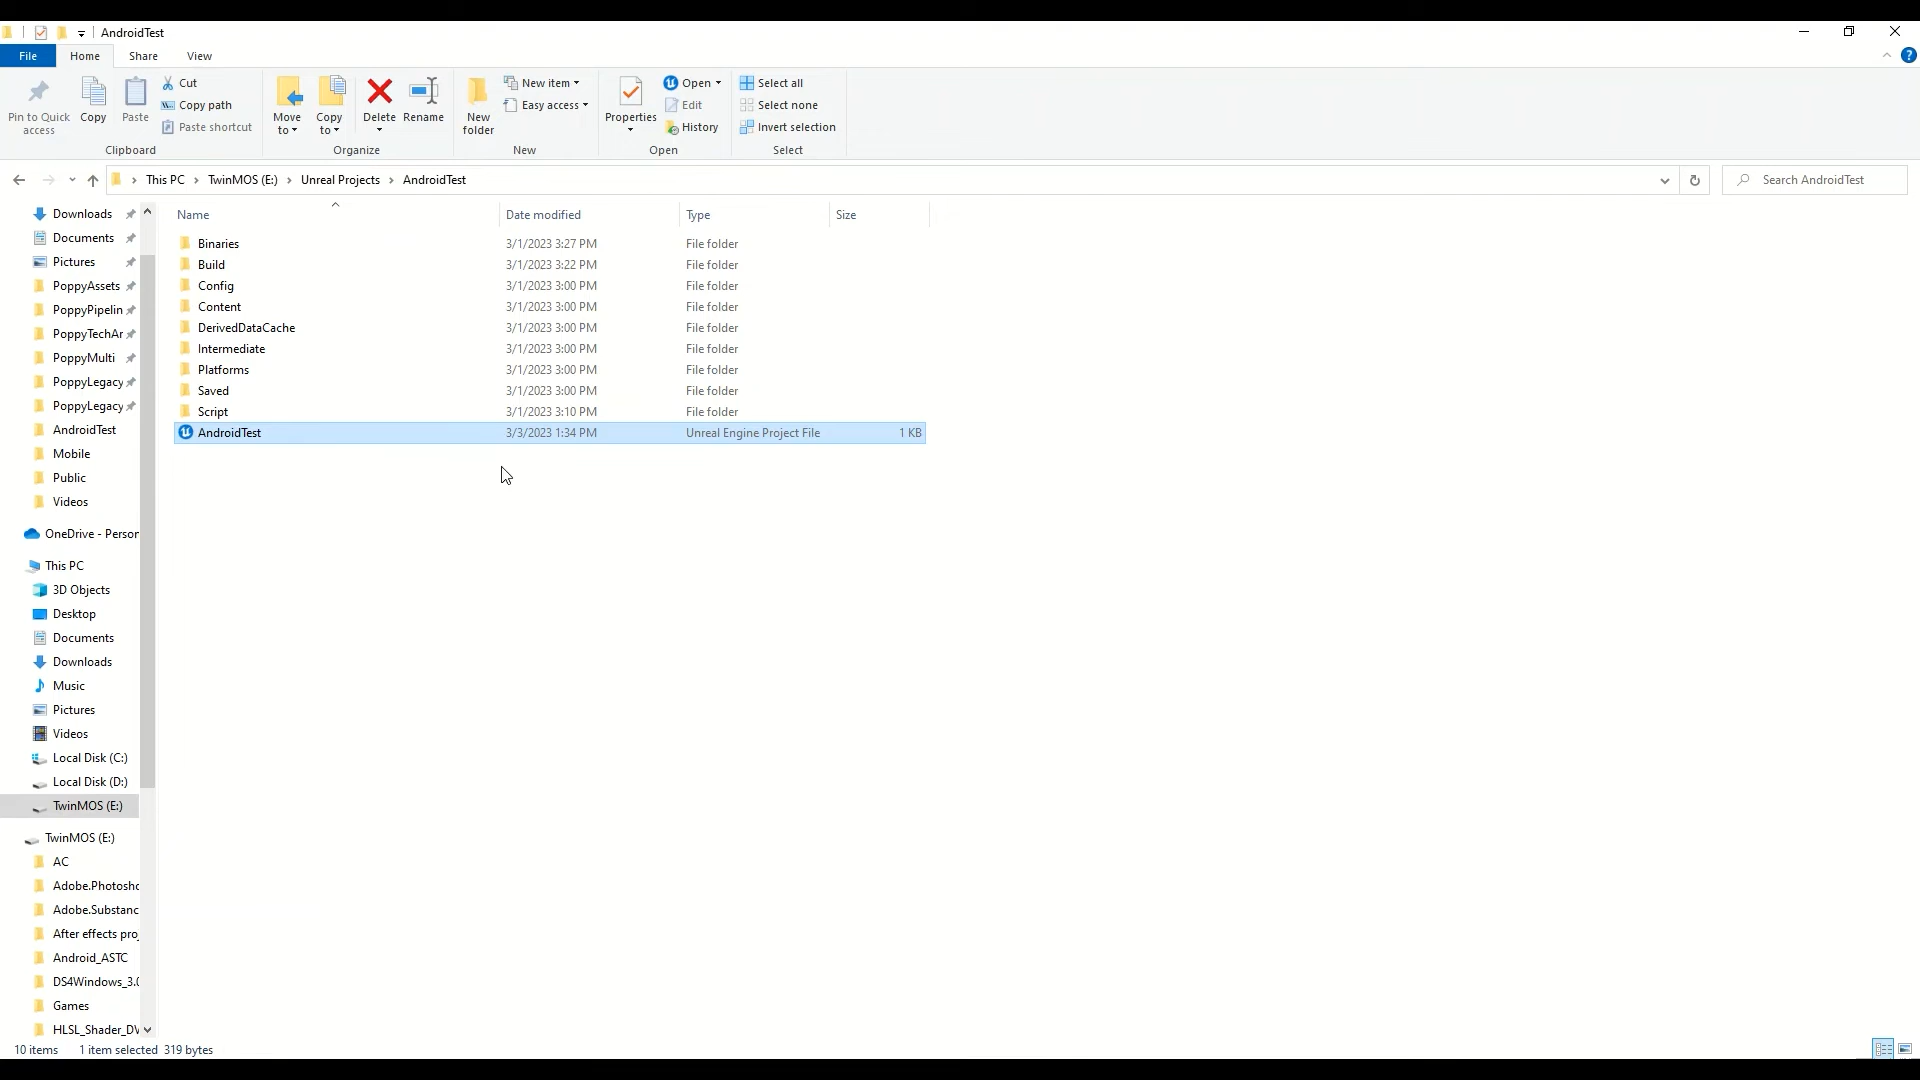 AndroidTest
File Home Share View
Pin to Quick access
Copy
Paste
Cut
Copy path
Paste shortcut
Clipboard
Move to
Copy to
Delete
Rename
Organize
New folder
New item
Easy access
New
Properties
Open
Edit
History
Open
Select all
Select none
Invert selection
Select
This PC > TwinMOS (E:) > Unreal Projects > AndroidTest
Search AndroidTest
Downloads
Documents
Pictures
PoppyAssets
PoppyPipelin
PoppyTechAr
PoppyMulti
PoppyLegacy
PoppyLegacy
AndroidTest
Mobile
Public
Videos
OneDrive - Person
This PC
3D Objects
Desktop
Documents
Downloads
Music
Pictures
Videos
Local Disk (C:)
Local Disk (D:)
TwinMOS (E:)
TwinMOS (E:)
AC
Adobe.Photosho
Adobe.Substanc
After effects pro
Android_ASTC
DS4Windows_3.0
Games
HLSL_Shader_DV
Name Date modified Type Size
Binaries 3/1/2023 3:27 PM File folder
Build 3/1/2023 3:22 PM File folder
Config 3/1/2023 3:00 PM File folder
Content 3/1/2023 3:00 PM File folder
DerivedDataCache 3/1/2023 3:00 PM File folder
Intermediate 3/1/2023 3:00 PM File folder
Platforms 3/1/2023 3:00 PM File folder
Saved 3/1/2023 3:00 PM File folder
Script 3/1/2023 3:10 PM File folder
AndroidTest 3/3/2023 1:34 PM Unreal Engine Project File 1 KB
10 items 1 item selected 319 bytes